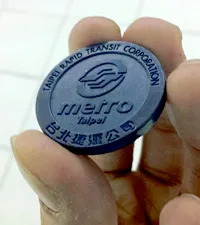 TAIPEI RAPID TRANSIT CORPORATION
metro
Taipei
台北捷運公司